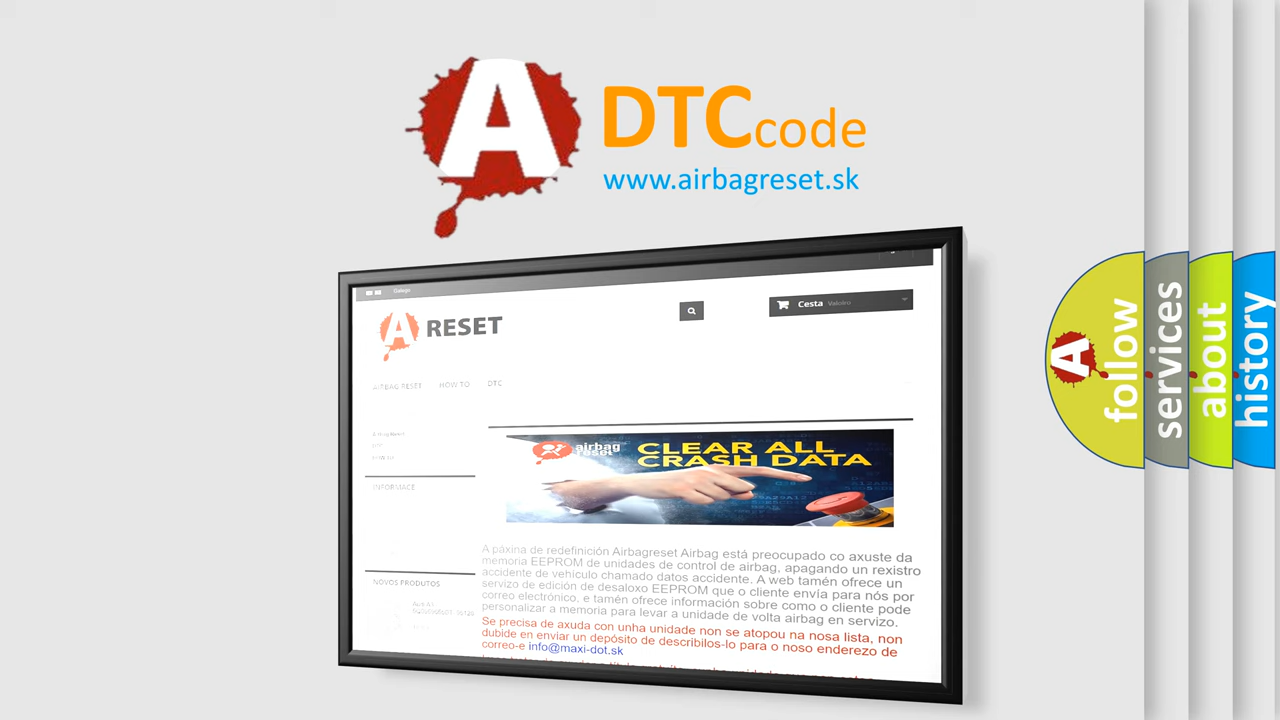 A
DTCcode
www.airbagreset.sk
Galego
A RESET
Cesta Valeiro
AIRBAG RESET HOW TO DTC
INFORMACE
airbag
reset
CLEAR ALL
CRASH DATA
A páxina de redefinición Airbagreset Airbag está preocupado co axuste da
memoria EEPROM de unidades de control de airbag, apagando un rexistro
accidente de vehículo chamado datos accidente. A web tamén ofrece un
servizo de edición de desaloxo EEPROM que o cliente envía para nós por
correo electrónico, e tamén ofrece información sobre como o cliente pode
personalizar a memoria para levar a unidade de volta airbag en servizo.
Se precisa de axuda con unha unidade non se atopou na nosa lista, non
dubide en enviar un depósito de describilos-lo para o noso enderezo de
correo-e info@maxi-dot.sk
NOVOS PRODUTOS
A
follow
services
about
history